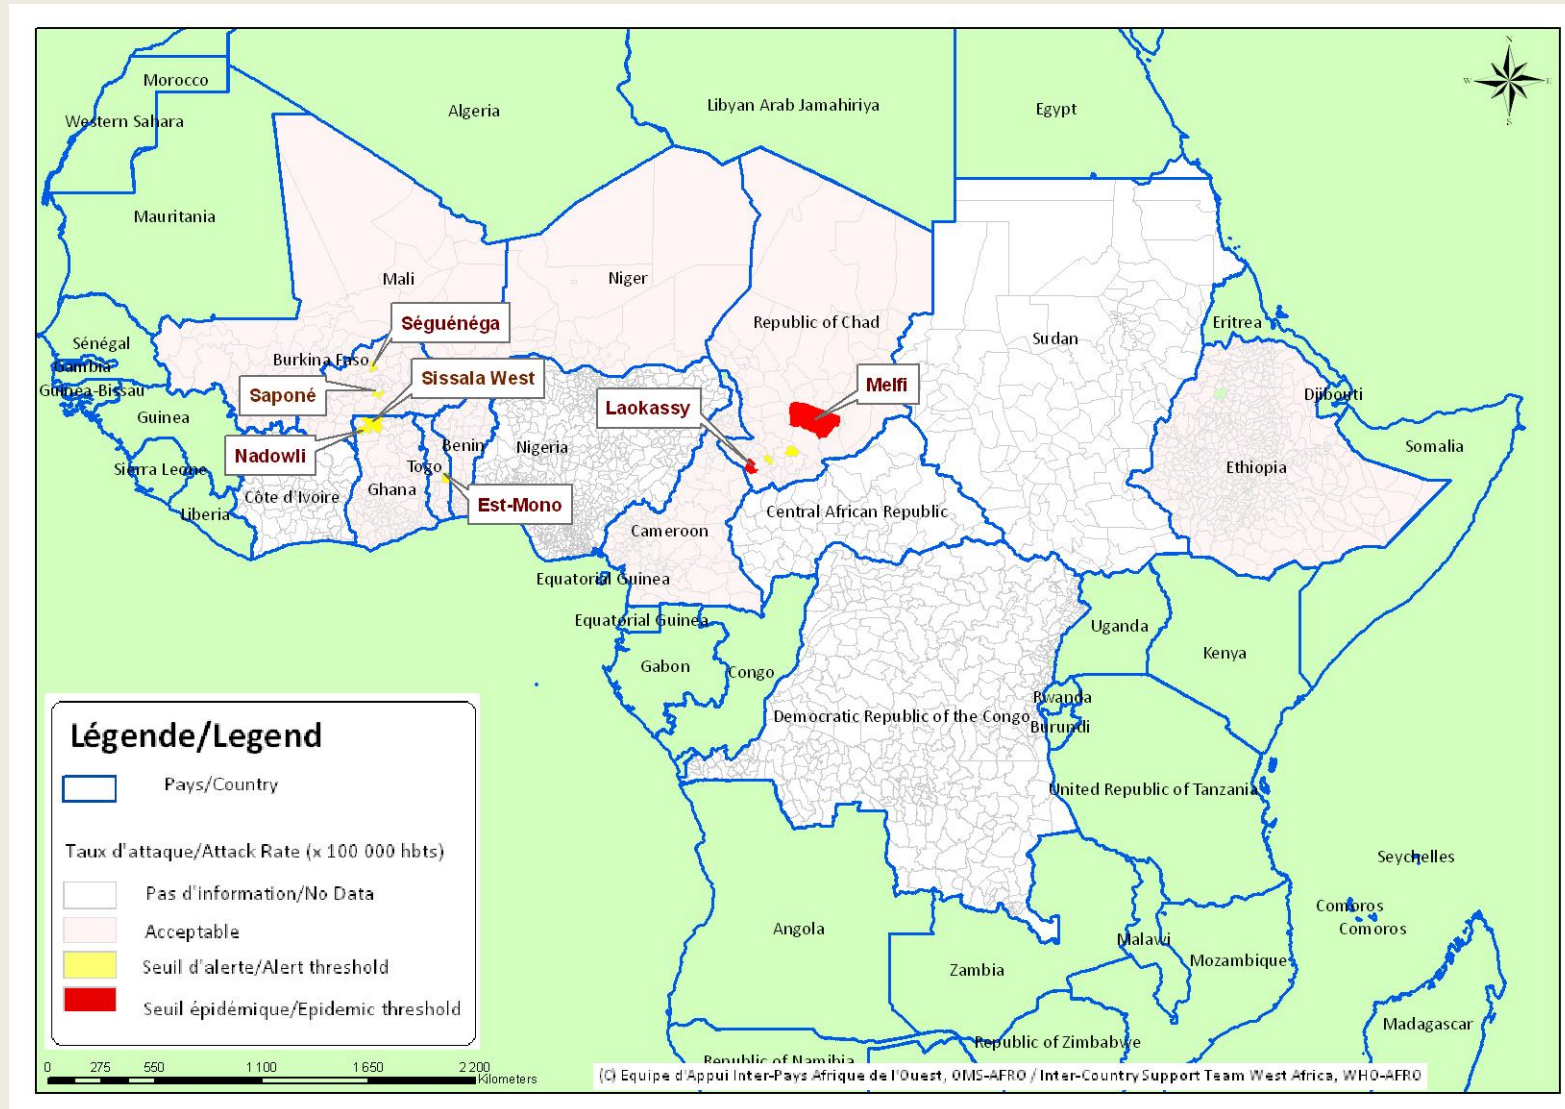 N
W
E
S
Morocco
Algeria
Libyan Arab Jamahiriya
Egypt
Western Sahara
Mauritania
Mali
Niger
Republic of Chad
Sudan
Eritrea
Séguénéga
Sénégal
Gambia
Burkina Faso
Sissala West
Melfi
Guinea-Bissau
Saponé
Laokassy
Djibouti
Guinea
Nadowli
Benin
Nigeria
Somalia
Sierra Leone
Togo
Ethiopia
Côte d'Ivoire
Ghana
Est-Mono
Liberia
Central African Republic
Cameroon
Equatorial Guinea
Equatorial Guinea
Uganda
Kenya
Gabon
Congo
Rwanda
Democratic Republic of the Congo
Burundi
United Republic of Tanzania
Seychelles
Comoros
Comoros
Angola
Malawi
Mozambique
Zambia
Madagascar
Republic of Zimbabwe
Republic of Namibia
Légende/Legend
Pays/Country
Taux d'attaque/Attack Rate (x 100 000 hbts)
Pas d'information/No Data
Acceptable
Seuil d'alerte/Alert threshold
Seuil épidémique/Epidemic threshold
0 275 550 1 100 1 650 2 200
Kilometers
(C) Equipe d'Appui Inter-Pays Afrique de l'Ouest, OMS-AFRO / Inter-Country Support Team West Africa, WHO-AFRO